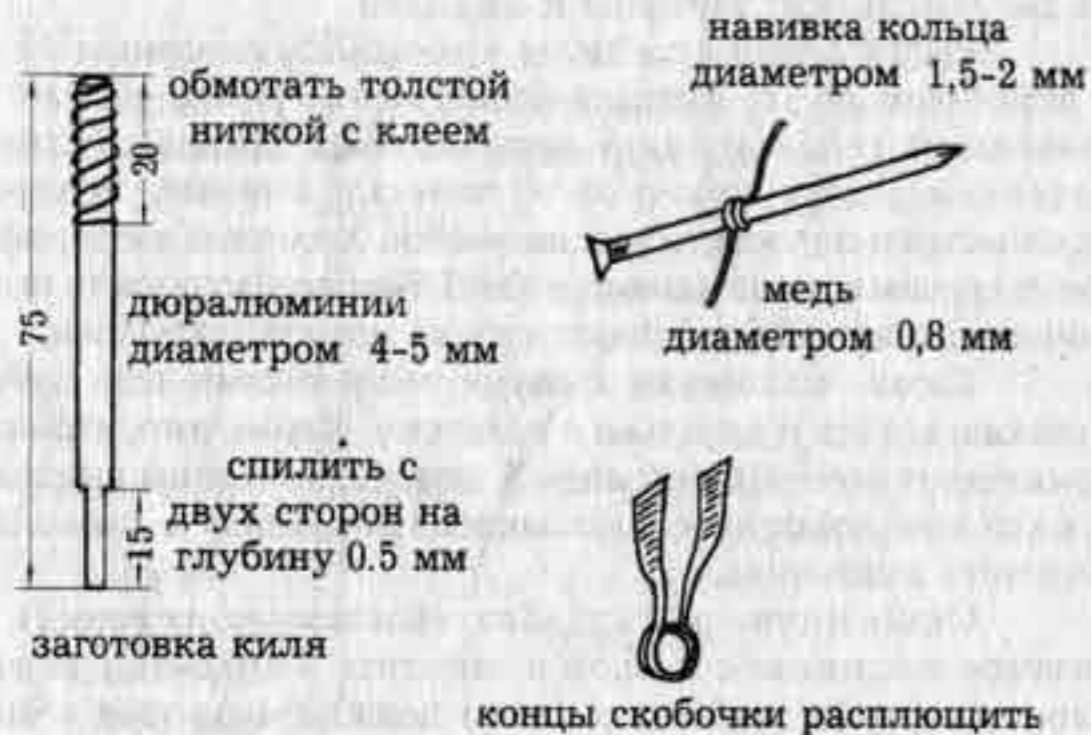 обмотать толстой
ниткой с клеем
20
75
дюралюминии
диаметром 4-5 мм
спилить с
двух сторон на
глубину 0.5 мм
15
заготовка киля
навивка кольца
диаметром 1,5-2 мм
медь
диаметром 0,8 мм
концы скобочки расплющить